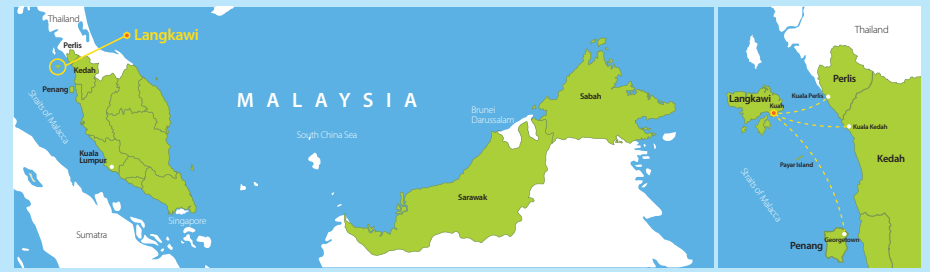 Thailand
Langkawi
Perlis
Kedah
Penang
Straits of Malacca
Kuala
Lumpur
Singapore
Sumatra
MALAYSIA
South China Sea
Brunei
Darussalam
Sabah
Sarawak
Thailand
Perlis
Langkawi
Kuala Perlis
Kuah
Kuala Kedah
Kedah
Payar Island
Straits of Malacca
Penang
Georgetown